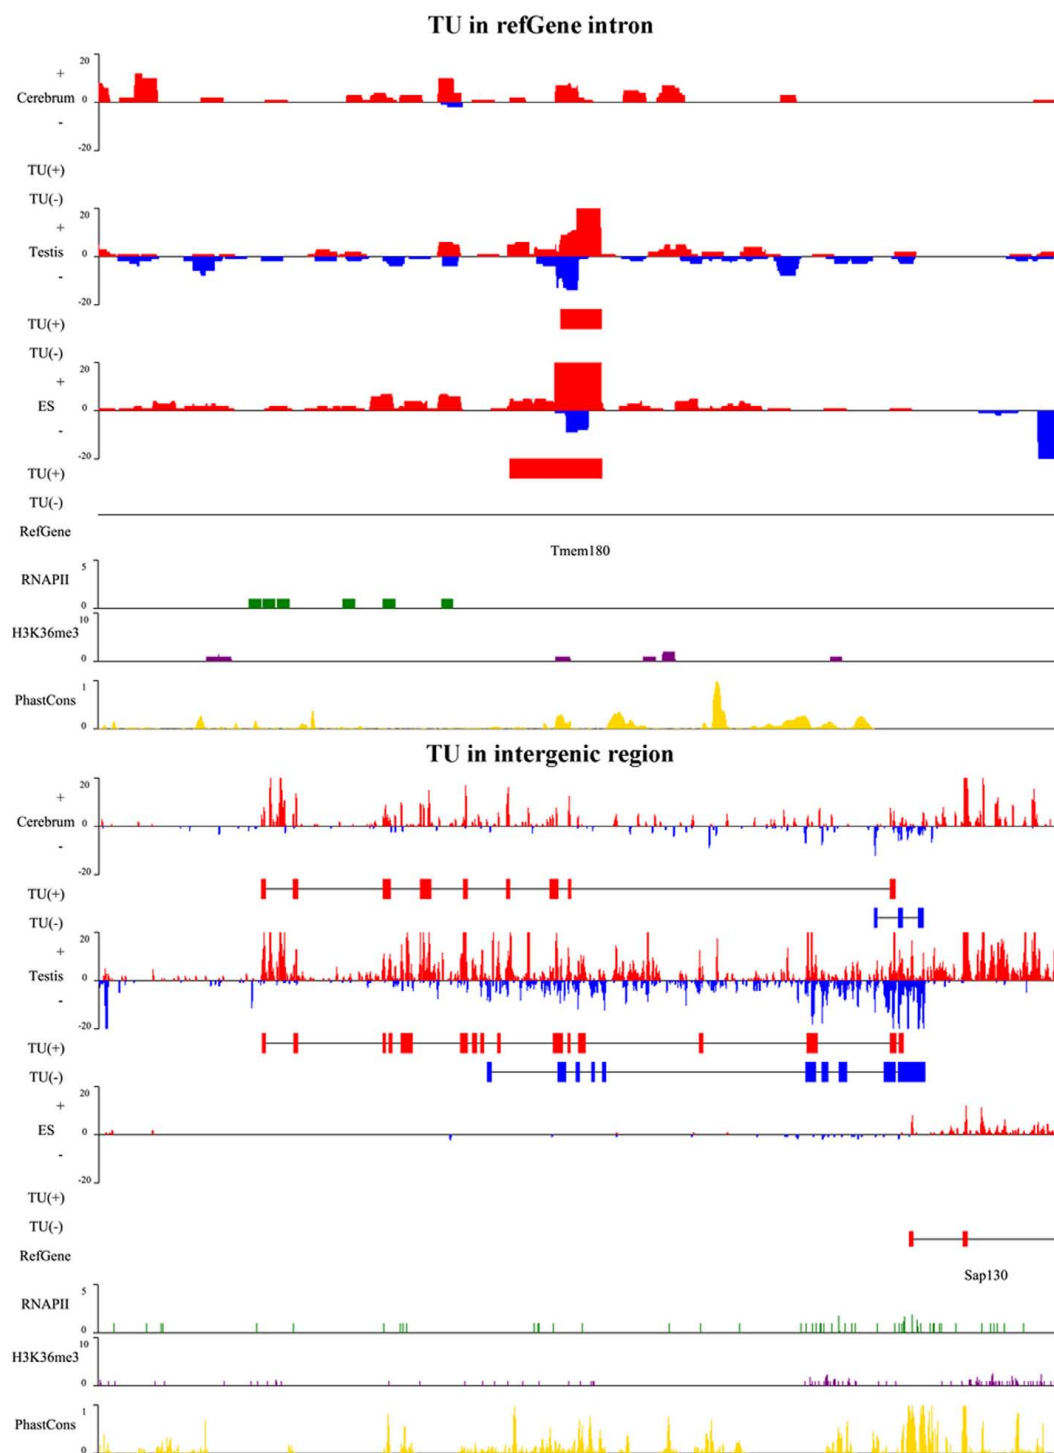 TU in refGene intron
20
+
Cerebrum 0
-
-20
TU(+)
TU(-)
20
+
Testis 0
-
-20
TU(+)
TU(-)
20
+
ES 0
-
-20
TU(+)
TU(-)
RefGene
Tmem180
5
RNAPII
0
10
H3K36me3
0
PhastCons 1
0
TU in intergenic region
20
+
Cerebrum 0
-
-20
TU(+)
TU(-)
20
+
Testis 0
-
-20
TU(+)
TU(-)
20
+
ES 0
-
-20
TU(+)
TU(-)
RefGene
Sap130
5
RNAPII
0
10
H3K36me3
0
1
PhastCons
0